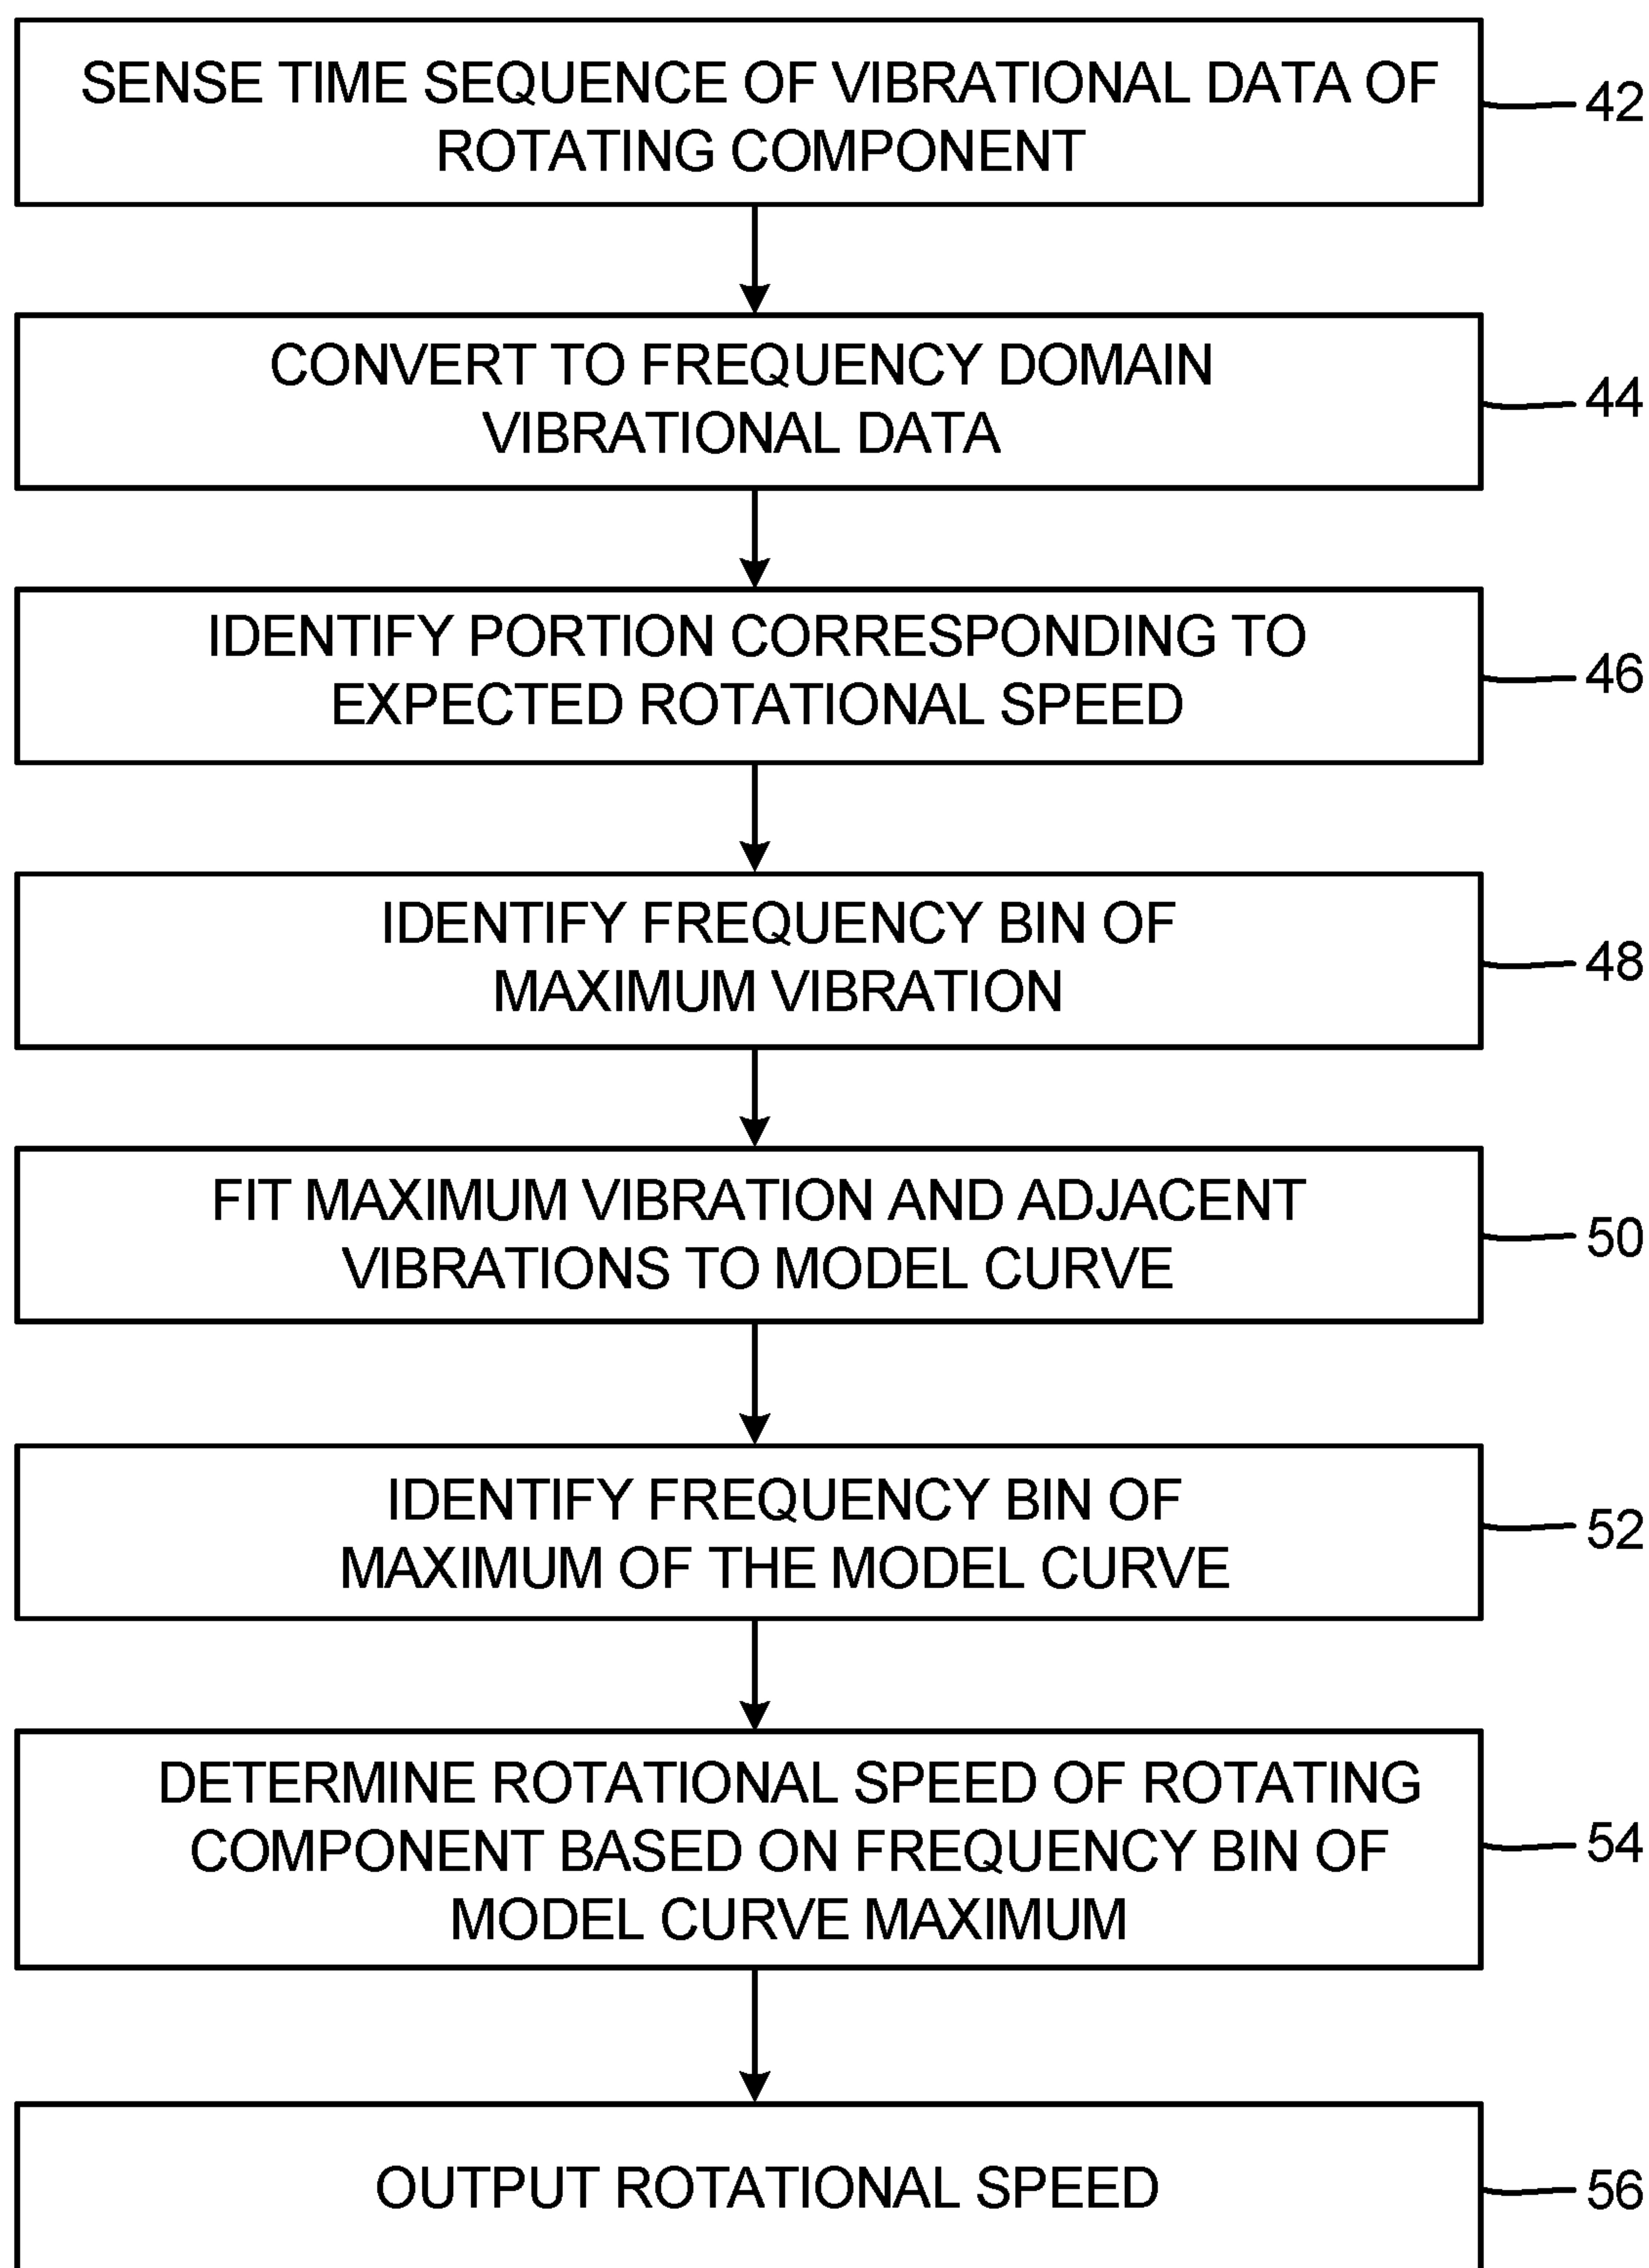 SENSE TIME SEQUENCE OF VIBRATIONAL DATA OF
ROTATING COMPONENT
42
CONVERT TO FREQUENCY DOMAIN
VIBRATIONAL DATA
44
IDENTIFY PORTION CORRESPONDING TO
EXPECTED ROTATIONAL SPEED
46
IDENTIFY FREQUENCY BIN OF
MAXIMUM VIBRATION
48
FIT MAXIMUM VIBRATION AND ADJACENT
VIBRATIONS TO MODEL CURVE
50
IDENTIFY FREQUENCY BIN OF
MAXIMUM OF THE MODEL CURVE
52
DETERMINE ROTATIONAL SPEED OF ROTATING
COMPONENT BASED ON FREQUENCY BIN OF
MODEL CURVE MAXIMUM
54
OUTPUT ROTATIONAL SPEED
56